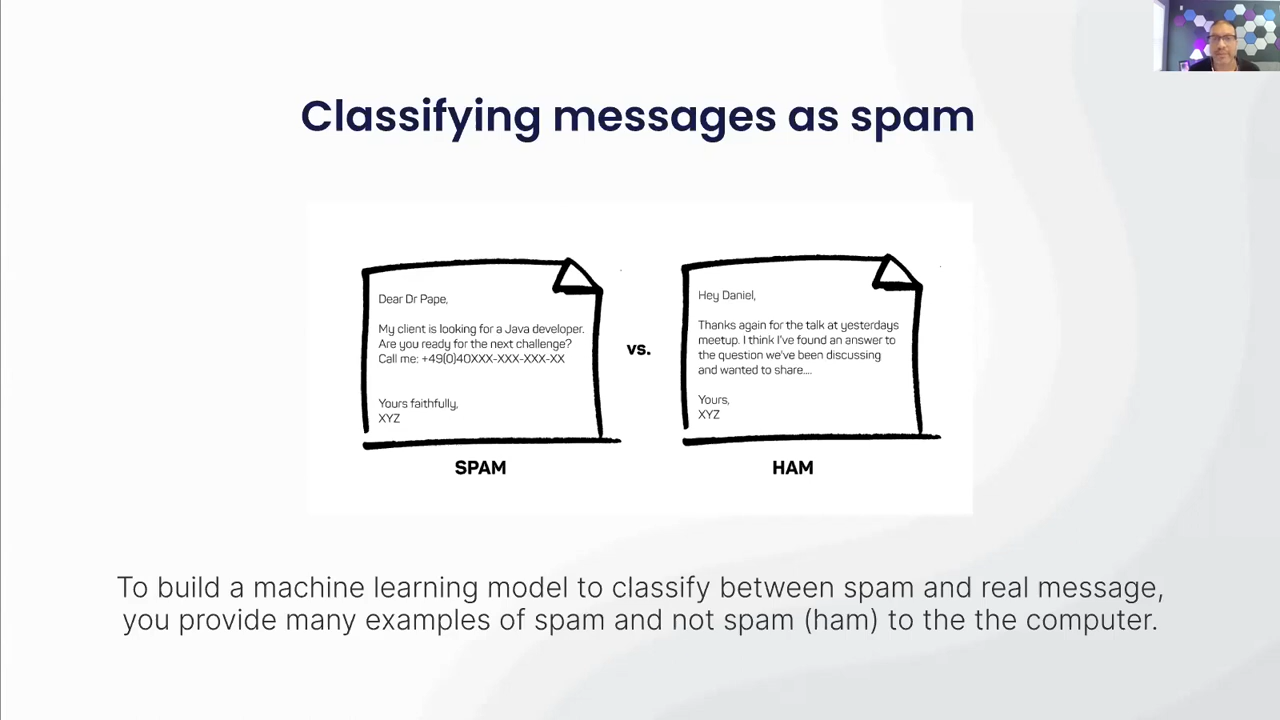 Classifying messages as spam
Dear Dr Pape,
My client is looking for a Java developer.
Are you ready for the next challenge?
Call me: +49(0)40XXX-XXX-XXX-XX
Yours faithfully,
XYZ
SPAM
vs.
Hey Daniel,
Thanks again for the talk at yesterdays
meetup. I think I've found an answer to
the question we've been discussing
and wanted to share....
Yours,
XYZ
HAM
To build a machine learning model to classify between spam and real message,
you provide many examples of spam and not spam (ham) to the the computer.